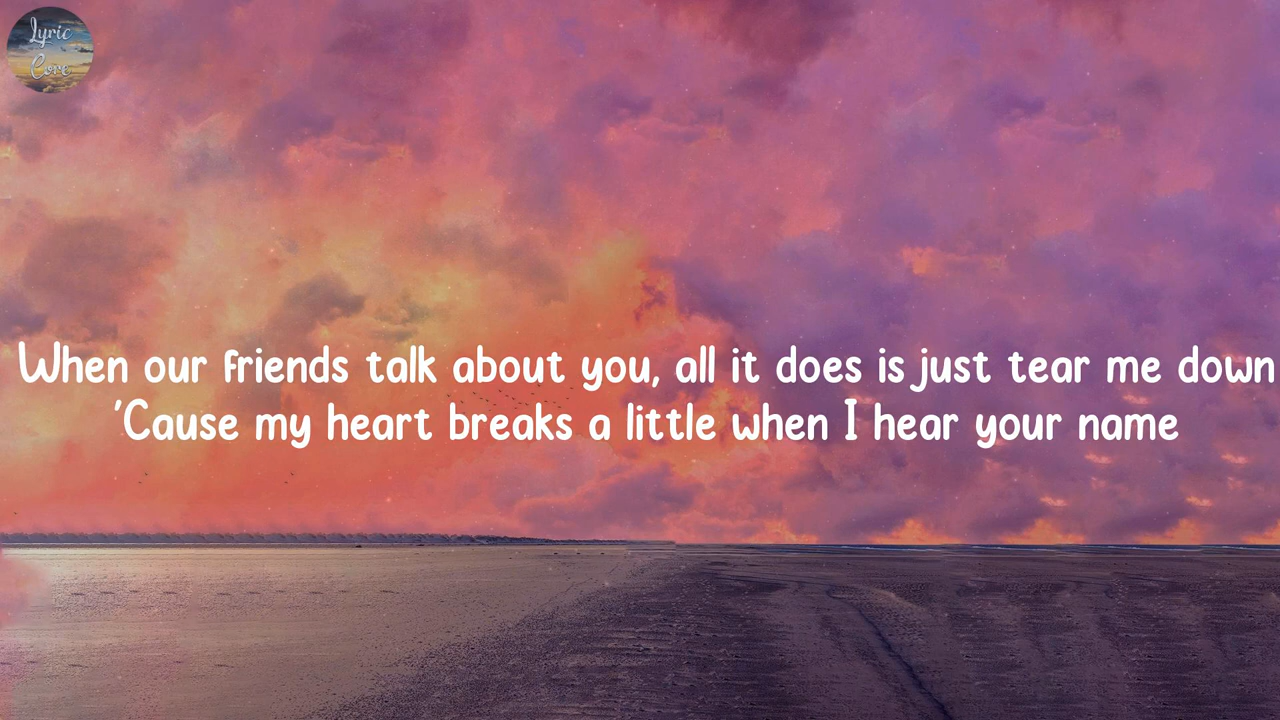 Lyric
Core
When our friends talk about you, all it does is just tear me down
'Cause my heart breaks a little when I hear your name